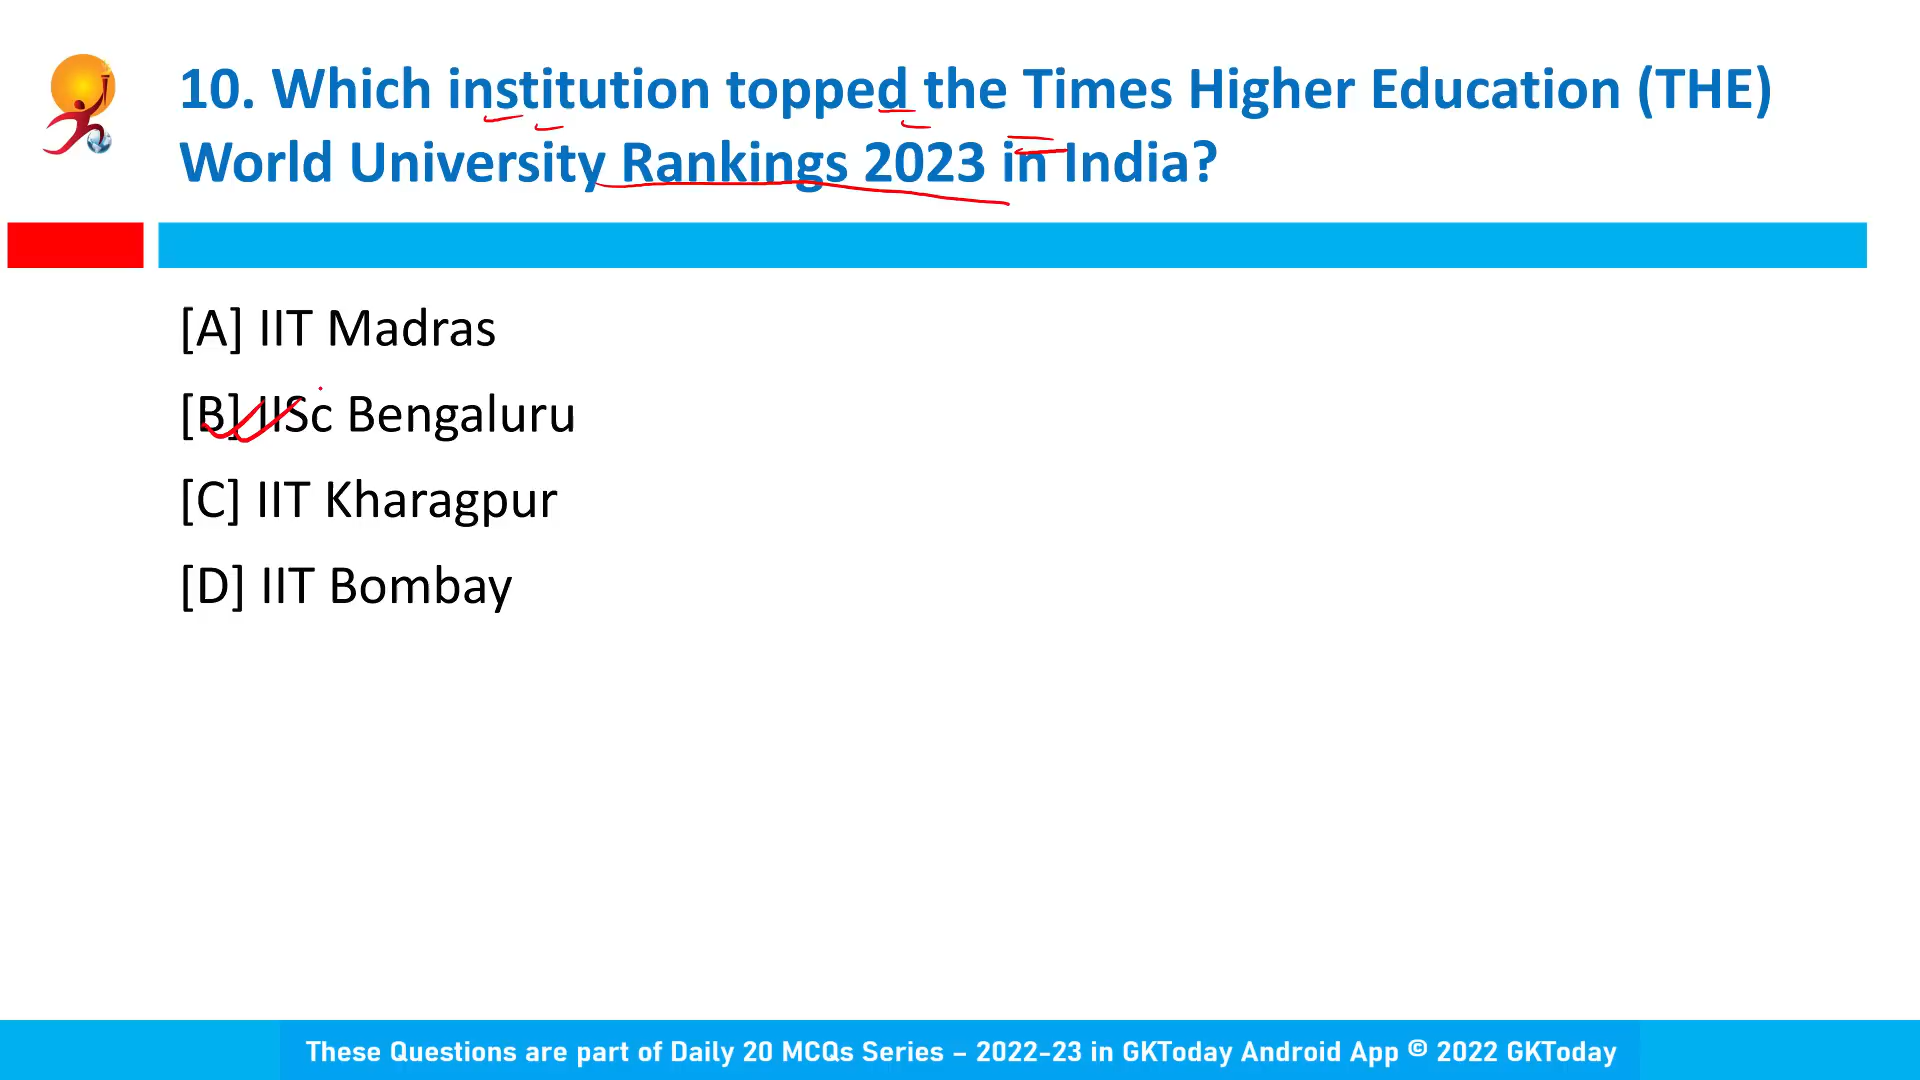 10. Which institution topped the Times Higher Education (THE)
World University Rankings 2023 in India?
[A] IIT Madras
[B] IISc Bengaluru
[C] IIT Kharagpur
[D] IIT Bombay
These Questions are part of Daily 20 MCQs Series – 2022-23 in GKToday Android App © 2022 GKToday